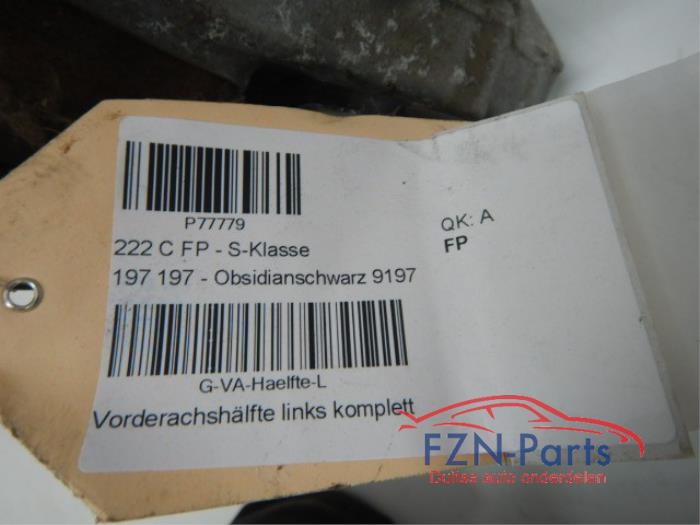 P77779
QK: A
222 C FP - S-Klasse
FP
197 197 - Obsidianschwarz 9197
G-VA-Haelfte-L
Vorderachshälfte links komplett
FZN-Parts
Duitse auto onderdelen